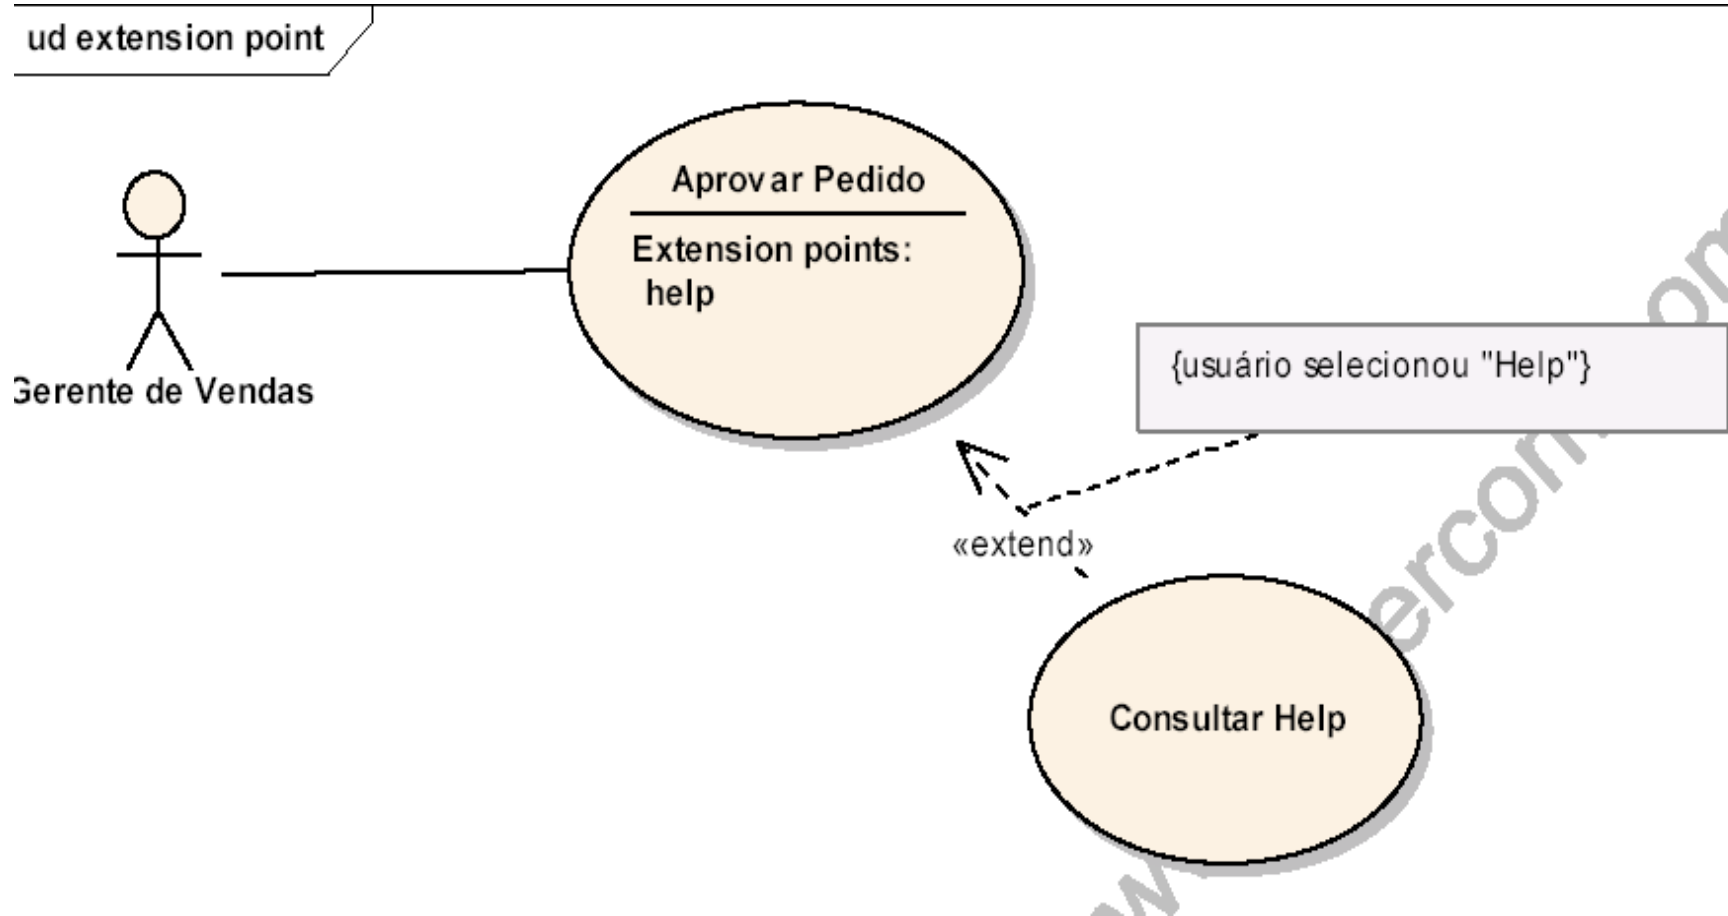 ud extension point
Aprovar Pedido
Extension points:
help
Gerente de Vendas
{usuário selecionou "Help"}
«extend»
Consultar Help